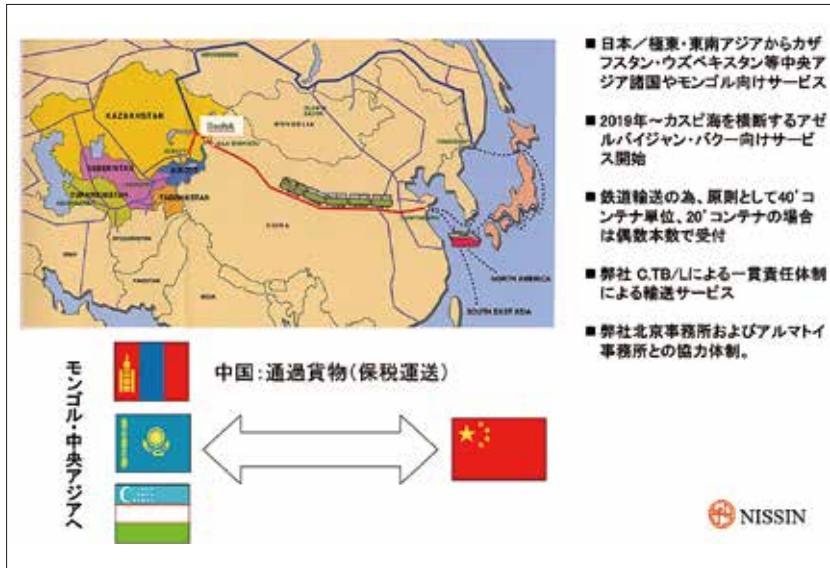 ■ 日本／極東・東南アジアからカザ
フスタン・ウズベキスタン等中央ア
ジア諸国やモンゴル向けサービス
■ 2019年～カスピ海を横断するアゼ
ルバイジャン・バクー向けサービ
ス開始
■ 鉄道輸送の為、原則として40'コ
ンテナ単位、20'コンテナの場合
は偶数本数で受付
■ 弊社 C.TB/Lによる一貫責任体制
による輸送サービス
■ 弊社北京事務所およびアルマトイ
事務所との協力体制。
KAZAKHSTAN
UZBEKISTAN
TURKMENISTAN
CHINA
IRAN
PAKISTAN
INDIA
NORTH AMERICA
SOUTH EAST ASIA
モンゴル・中央アジアへ
中国：通過貨物（保税運送）
NISSIN